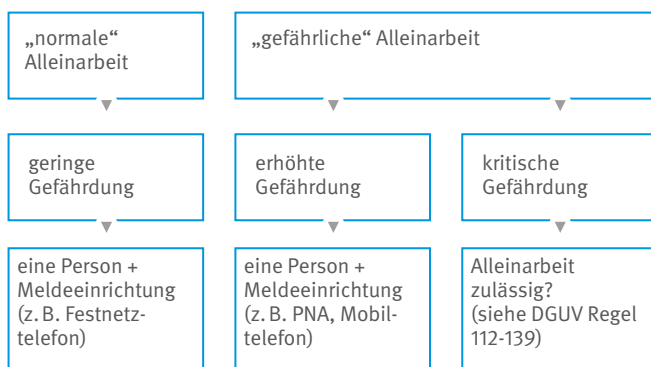 „normale“
Alleinarbeit
„gefährliche“ Alleinarbeit
geringe
Gefährdung
erhöhte
Gefährdung
kritische
Gefährdung
eine Person +
Meldeeinrichtung
(z. B. Festnetz-
telefon)
eine Person +
Meldeeinrichtung
(z. B. PNA, Mobil-
telefon)
Alleinarbeit
zulässig?
(siehe DGUV Regel
112-139)